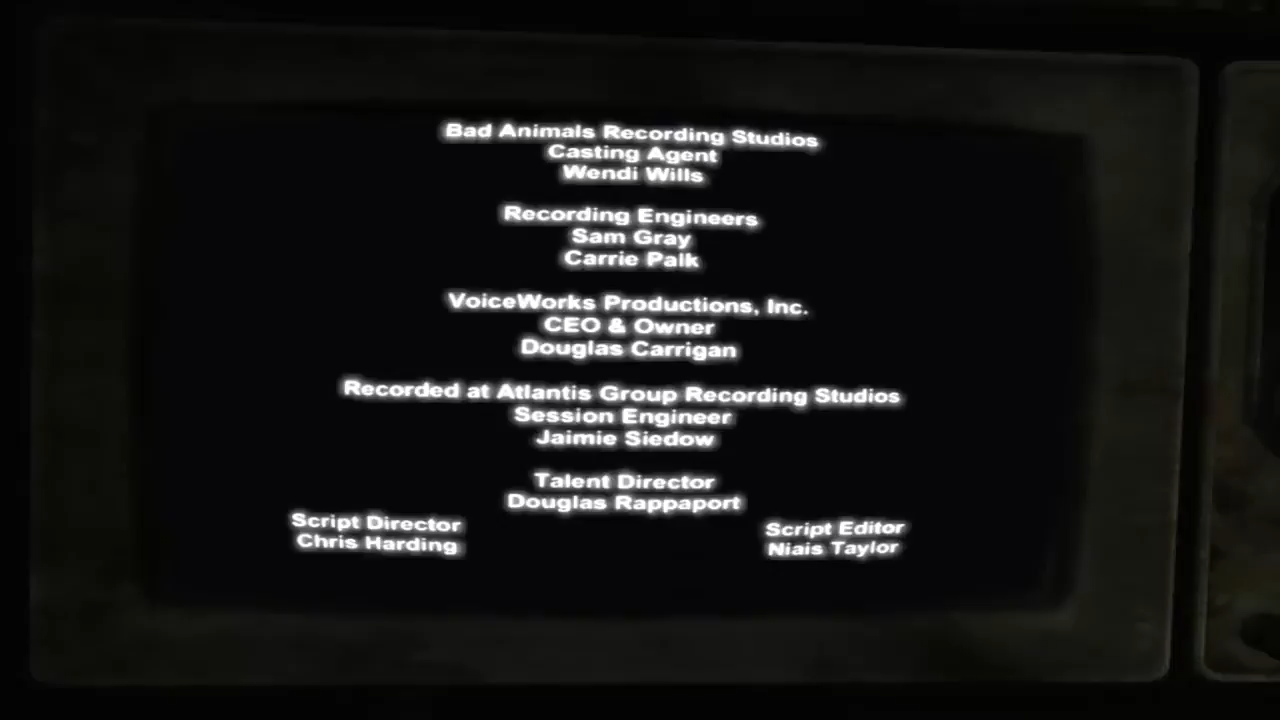 Bad Animals Recording Studios
Casting Agent
Wendi Wills
Recording Engineers
Sam Gray
Carrie Palk
VoiceWorks Productions, Inc.
CEO & Owner
Douglas Carrigan
Recorded at Atlantis Group Recording Studios
Session Engineer
Jaimie Siedow
Talent Director
Douglas Rappaport
Script Director
Chris Harding
Script Editor
Niais Taylor